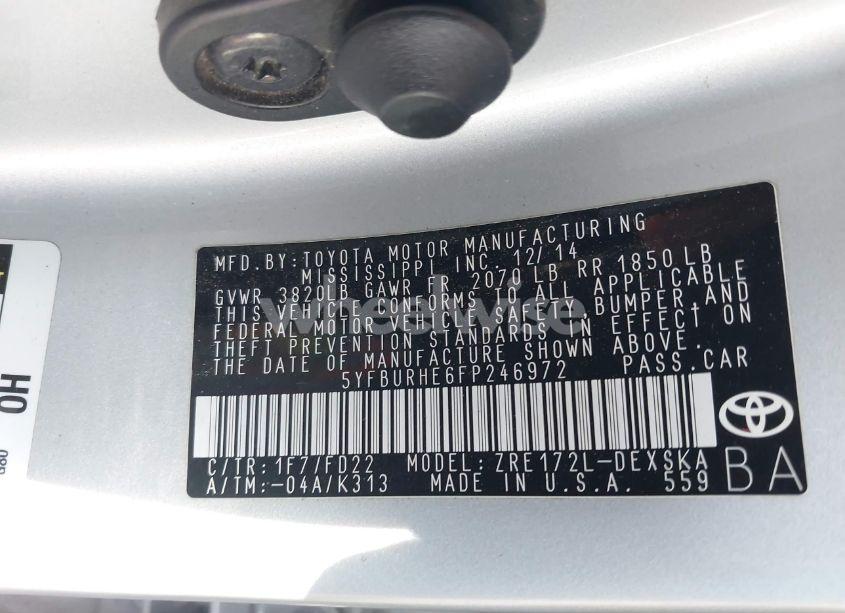 MFD.BY:TOYOTA MOTOR MANUFACTURING
MISSISSIPPI INC. 12/14
GVWR 3820LB GAWR FR 2070LB RR 1850LB
THIS VEHICLE CONFORMS TO ALL APPLICABLE
FEDERAL MOTOR VEHICLE SAFETY,BUMPER,AND
THEFT PREVENTION STANDARDS IN EFFECT ON
THE DATE OF MANUFACTURE SHOWN ABOVE.
5YFBURHE6FP246972 PASS.CAR
C/TR:1F7/FD22 MODEL:ZRE172L-DEXSKA
A/TM:-04A/K313 MADE IN U.S.A. 559
BA
wheelwise
OH